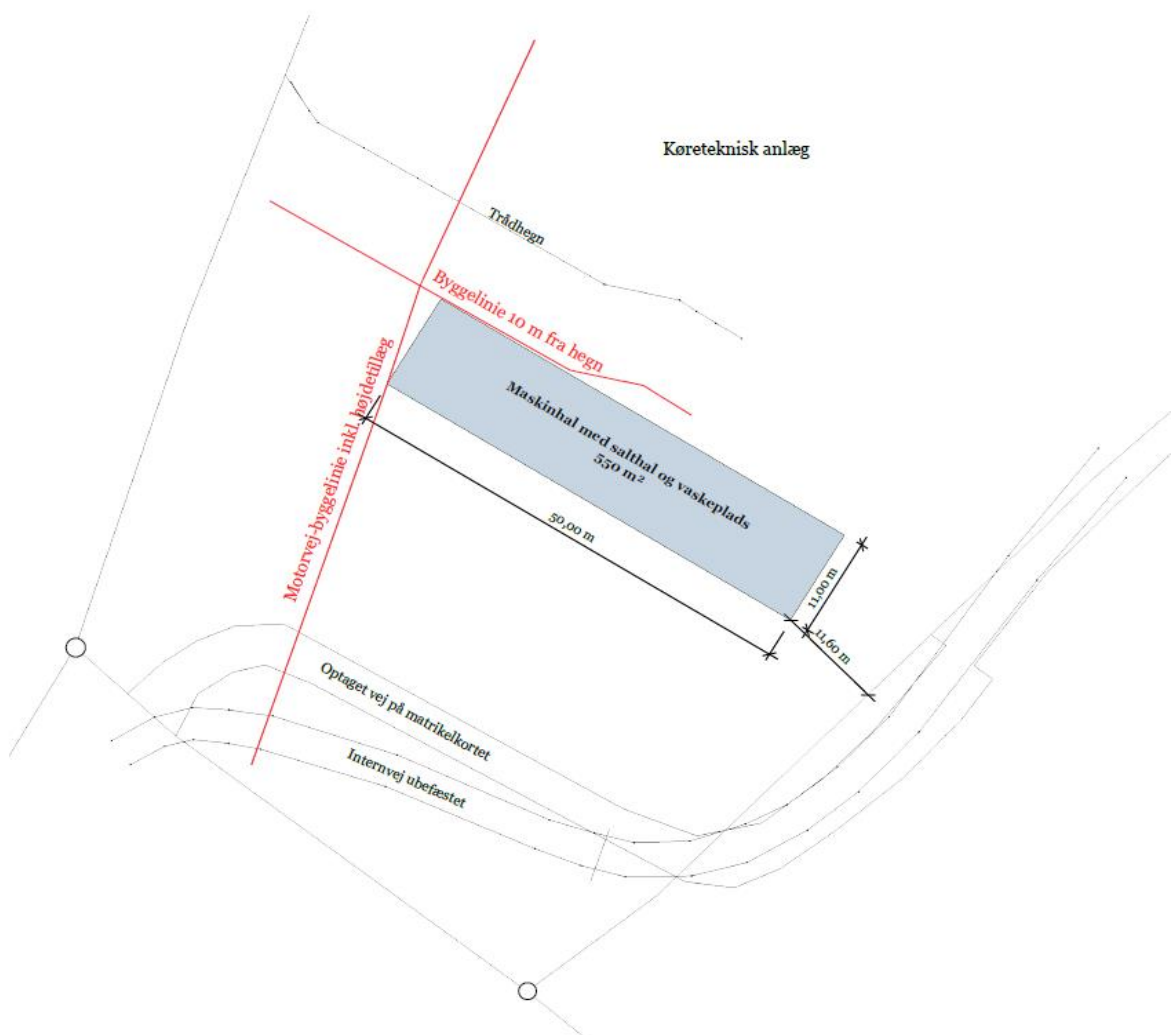 Køreteknisk anlæg
Trådhegn
Byggelinie 10 m fra hegn
Motorvej-byggelinie inkl. højdetillæg
Maskinhal med salthal og vaskeplads
550 m²
50,00 m
11,00 m
11,60 m
Optaget vej på matrikelkortet
Internvej ubefæstet